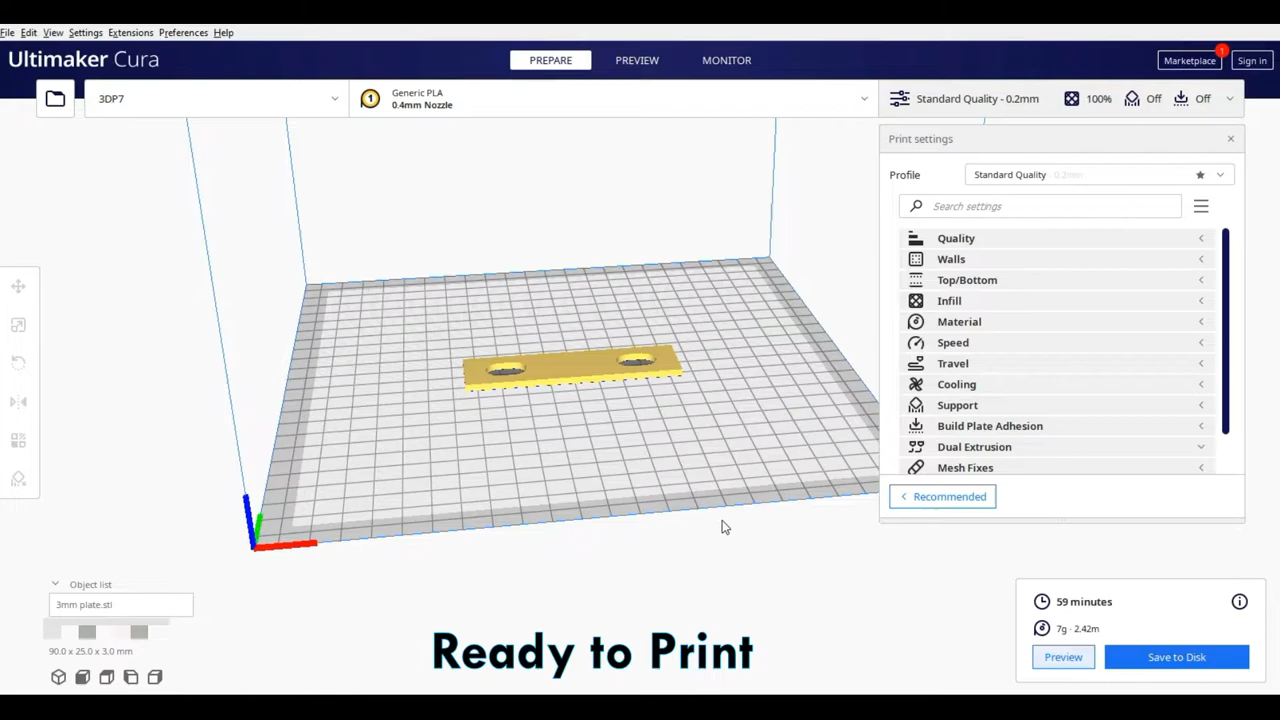 File Edit View Settings Extensions Preferences Help
Ultimaker Cura
PREPARE
PREVIEW
MONITOR
Marketplace
1
Sign in
3DP7
1
Generic PLA
0.4mm Nozzle
Standard Quality - 0.2mm
100%
Off
Off
Print settings
Profile
Standard Quality 0.2mm
Search settings
Quality
Walls
Top/Bottom
Infill
Material
Speed
Travel
Cooling
Support
Build Plate Adhesion
Dual Extrusion
Mesh Fixes
Recommended
Object list
3mm plate.stl
90.0 x 25.0 x 3.0 mm
59 minutes
7g · 2.42m
Preview
Save to Disk
Ready to Print